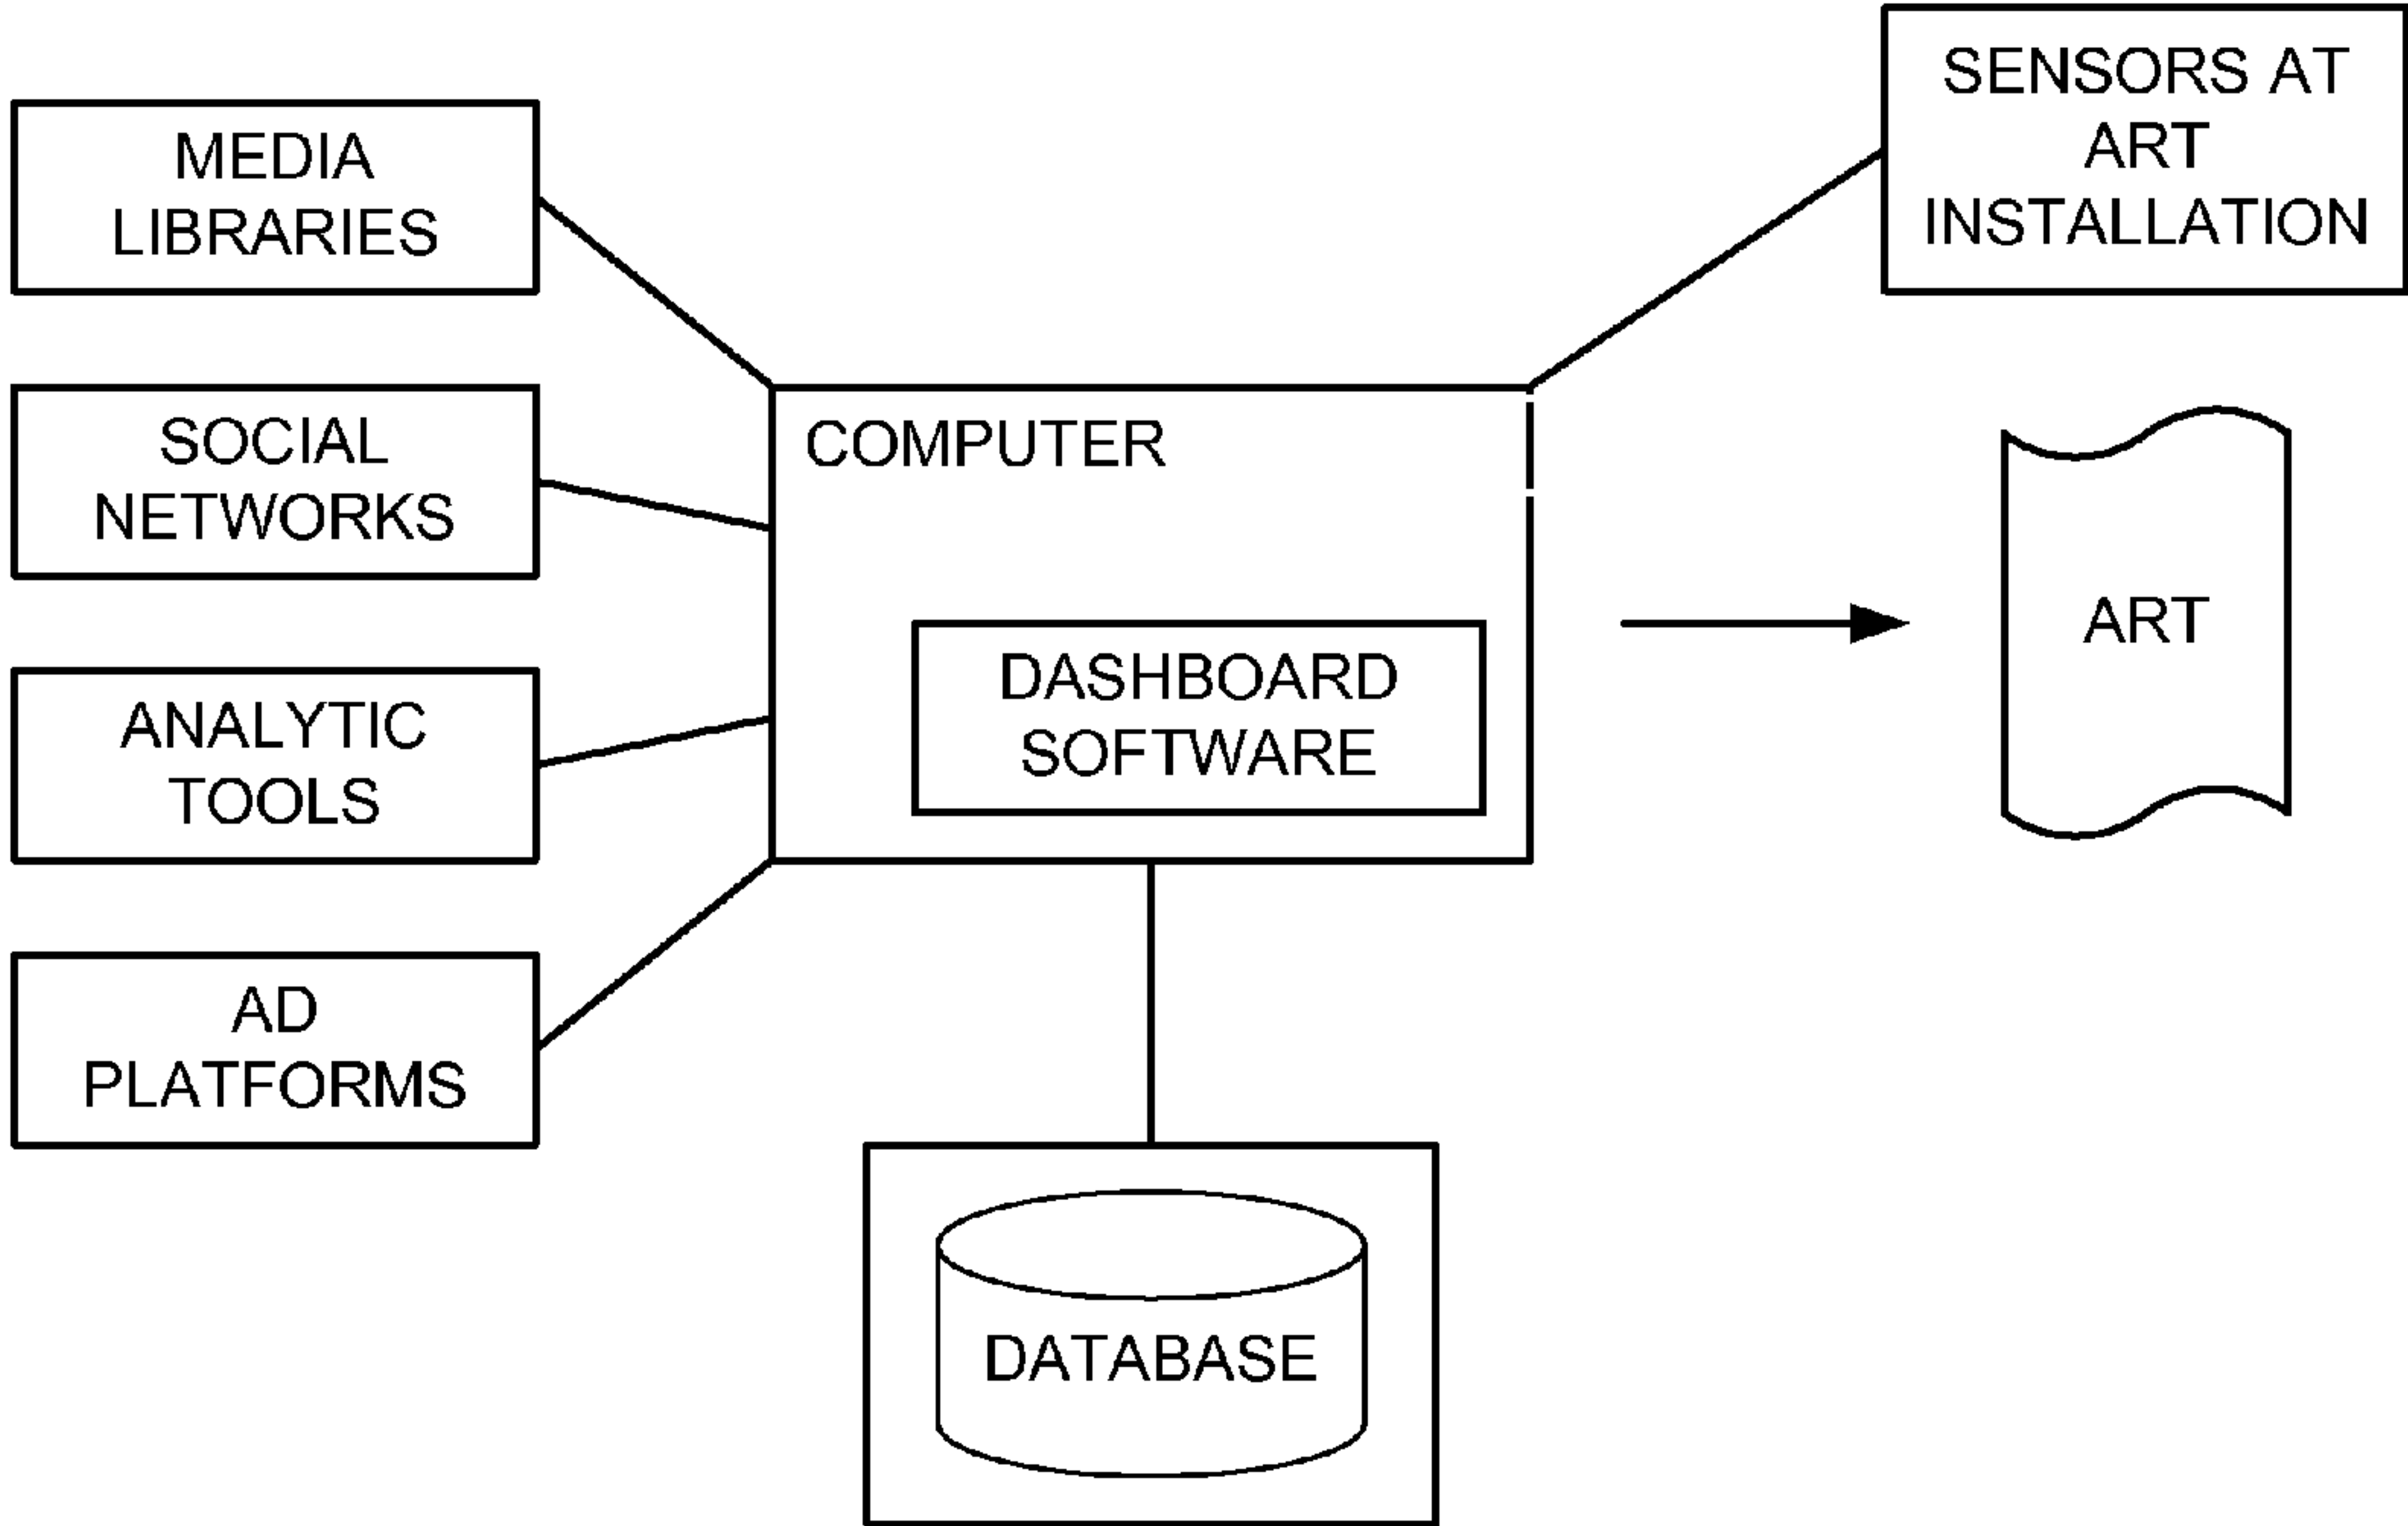 MEDIA
LIBRARIES
SOCIAL
NETWORKS
ANALYTIC
TOOLS
AD
PLATFORMS
COMPUTER
DASHBOARD
SOFTWARE
DATABASE
SENSORS AT
ART
INSTALLATION
ART